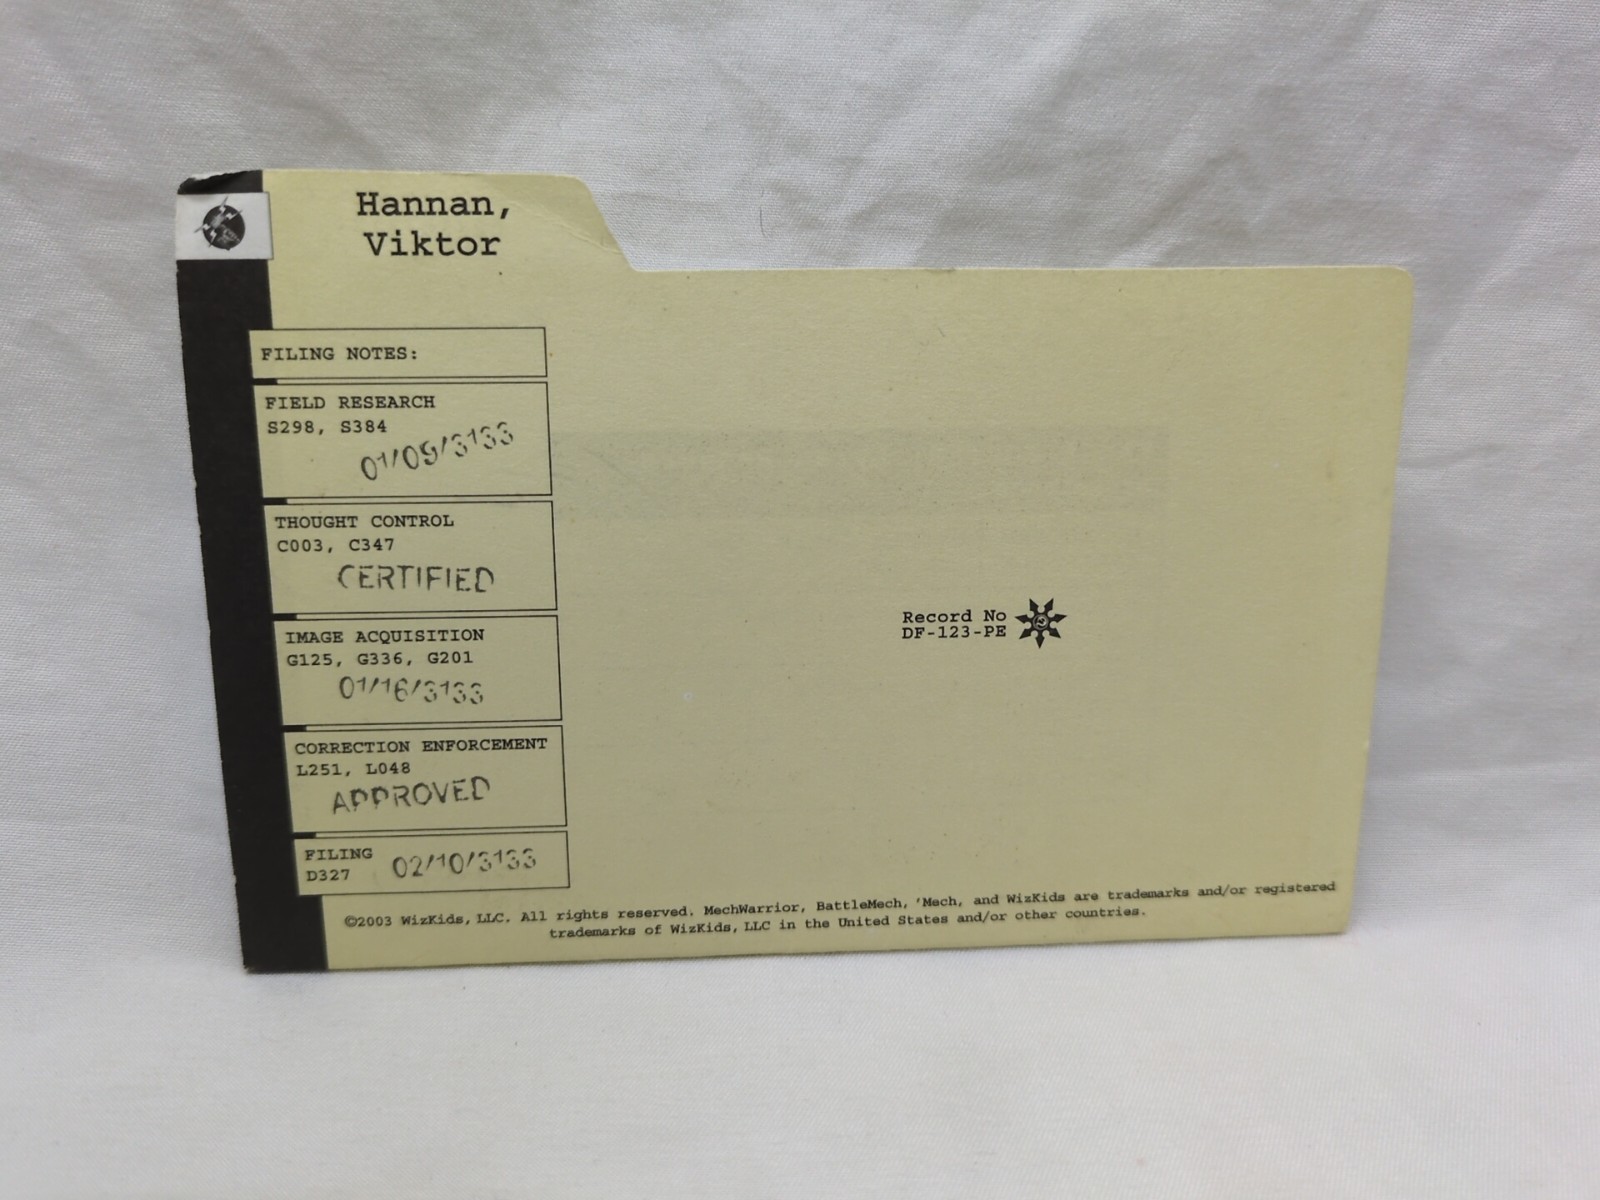 Hannan,
Viktor
FILING NOTES:
FIELD RESEARCH
S298, S384
01/09/3133
THOUGHT CONTROL
C003, C347
CERTIFIED
IMAGE ACQUISITION
G125, G336, G201
01/16/3133
CORRECTION ENFORCEMENT
L251, L048
APPROVED
FILING
D327
02/10/3133
Record No
DF-123-PE
©2003 WizKids, LLC. All rights reserved. MechWarrior, BattleMech, 'Mech, and WizKids are trademarks and/or registered
trademarks of WizKids, LLC in the United States and/or other countries.